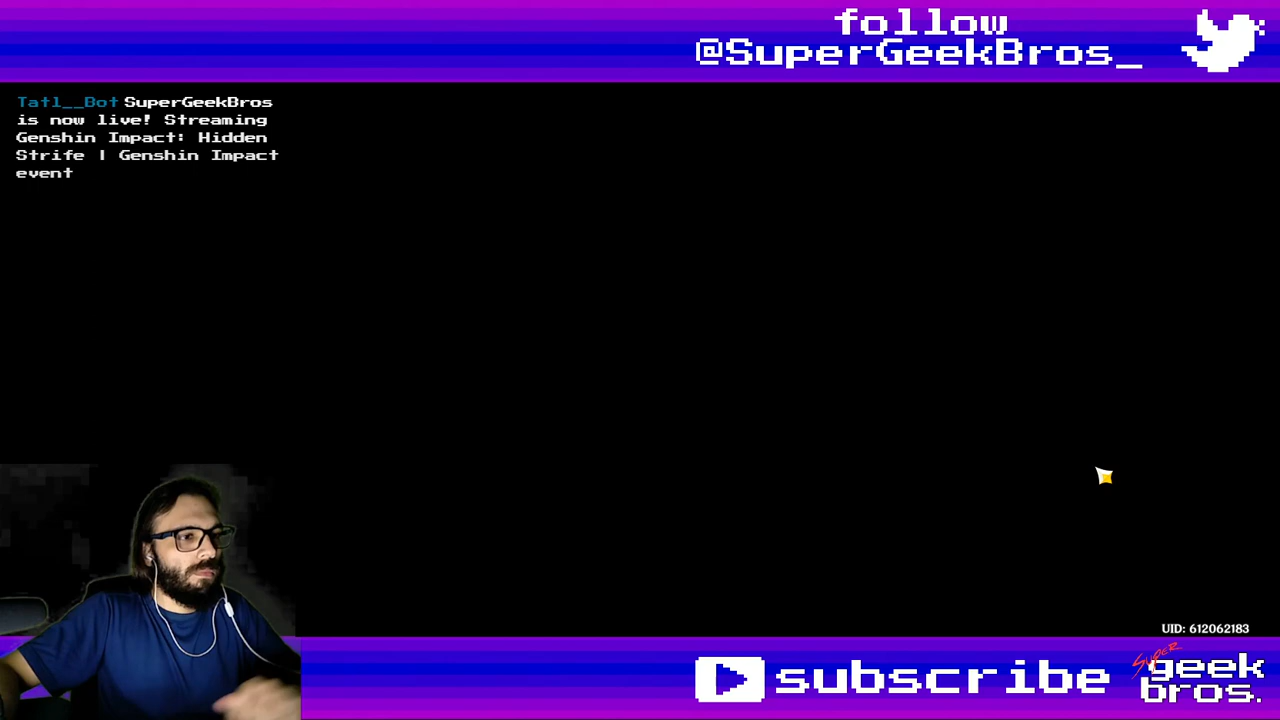 follow
@SuperGeekBros_
Tatl__Bot SuperGeekBros
is now live! Streaming
Genshin Impact: Hidden
Strife | Genshin Impact
event
UID: 612062183
subscribe
SUPER
geek
bros.